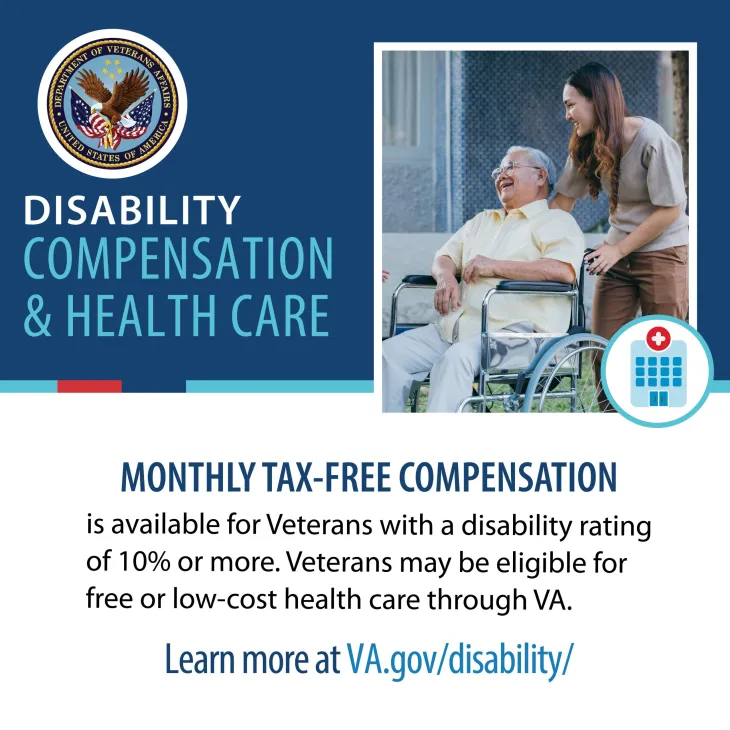 DEPARTMENT OF VETERANS AFFAIRS
UNITED STATES OF AMERICA
DISABILITY
COMPENSATION
& HEALTH CARE
MONTHLY TAX-FREE COMPENSATION
is available for Veterans with a disability rating
of 10% or more. Veterans may be eligible for
free or low-cost health care through VA.
Learn more at VA.gov/disability/